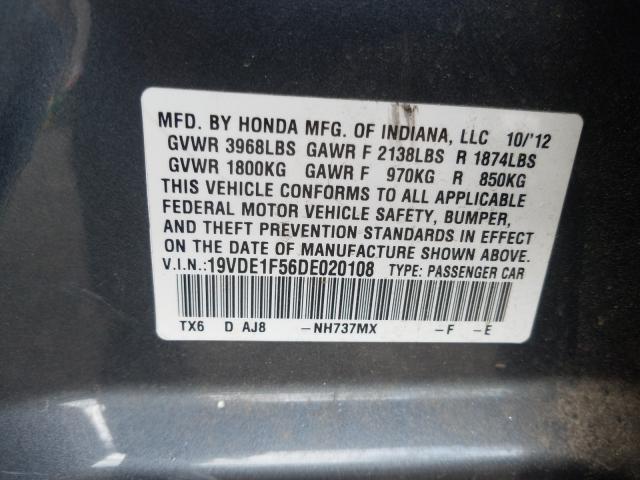 MFD. BY HONDA MFG. OF INDIANA, LLC 10/'12
GVWR 3968LBS GAWR F 2138LBS R 1874LBS
GVWR 1800KG GAWR F 970KG R 850KG
THIS VEHICLE CONFORMS TO ALL APPLICABLE
FEDERAL MOTOR VEHICLE SAFETY, BUMPER,
AND THEFT PREVENTION STANDARDS IN EFFECT
ON THE DATE OF MANUFACTURE SHOWN ABOVE.
V.I.N.:19VDE1F56DE020108 TYPE: PASSENGER CAR
TX6 D AJ8 -NH737MX -F -E